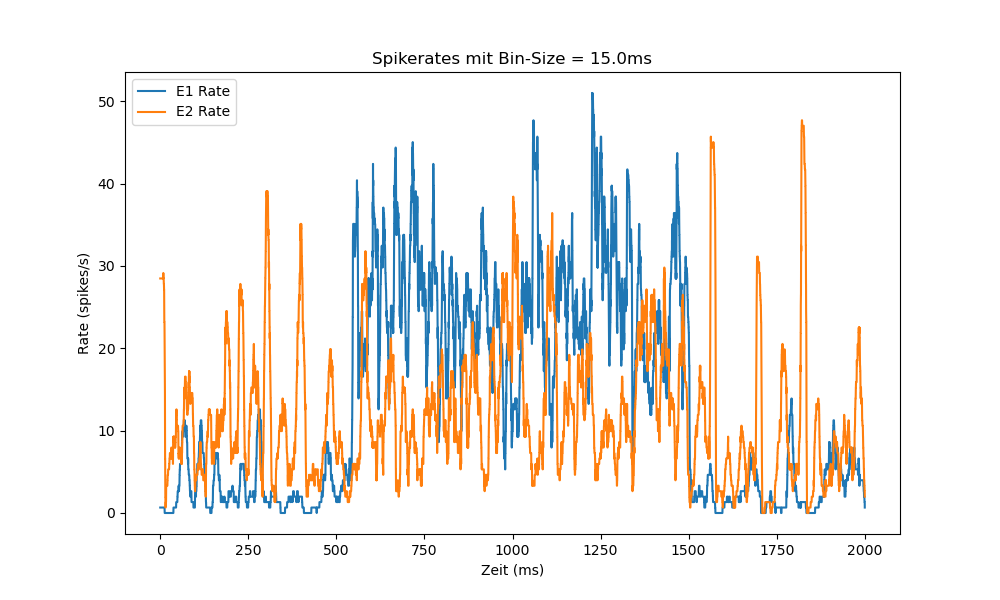 Spikerates mit Bin-Size = 15.0ms
E1 Rate
E2 Rate
Rate (spikes/s)
50
40
30
20
10
0
0 250 500 750 1000 1250 1500 1750 2000
Zeit (ms)